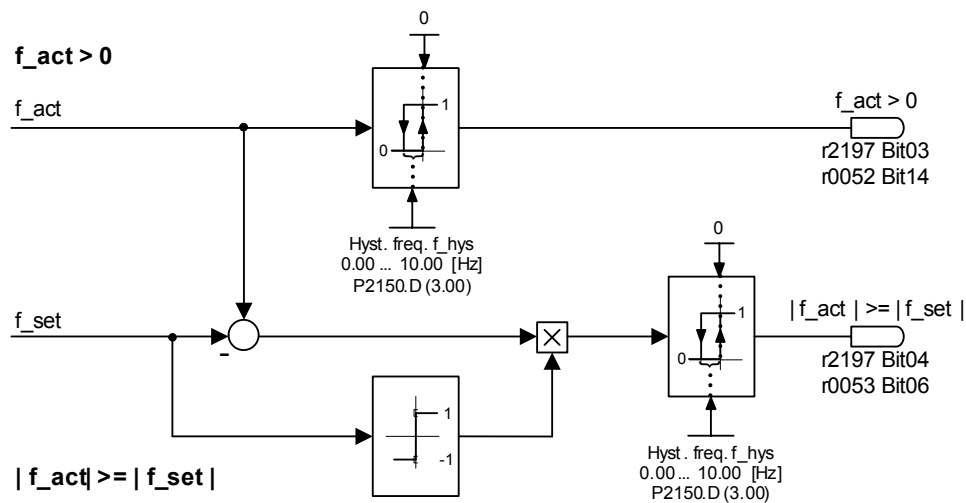 0
f_act > 0
f_act
1
0
f_act > 0
r2197 Bit03
r0052 Bit14
Hyst. freq. f_hys
0.00 ... 10.00 [Hz]
P2150.D (3.00)
0
f_set
-
×
1
0
| f_act | >= | f_set |
r2197 Bit04
r0053 Bit06
1
-1
Hyst. freq. f_hys
0.00 ... 10.00 [Hz]
P2150.D (3.00)
| f_act| >= | f_set |